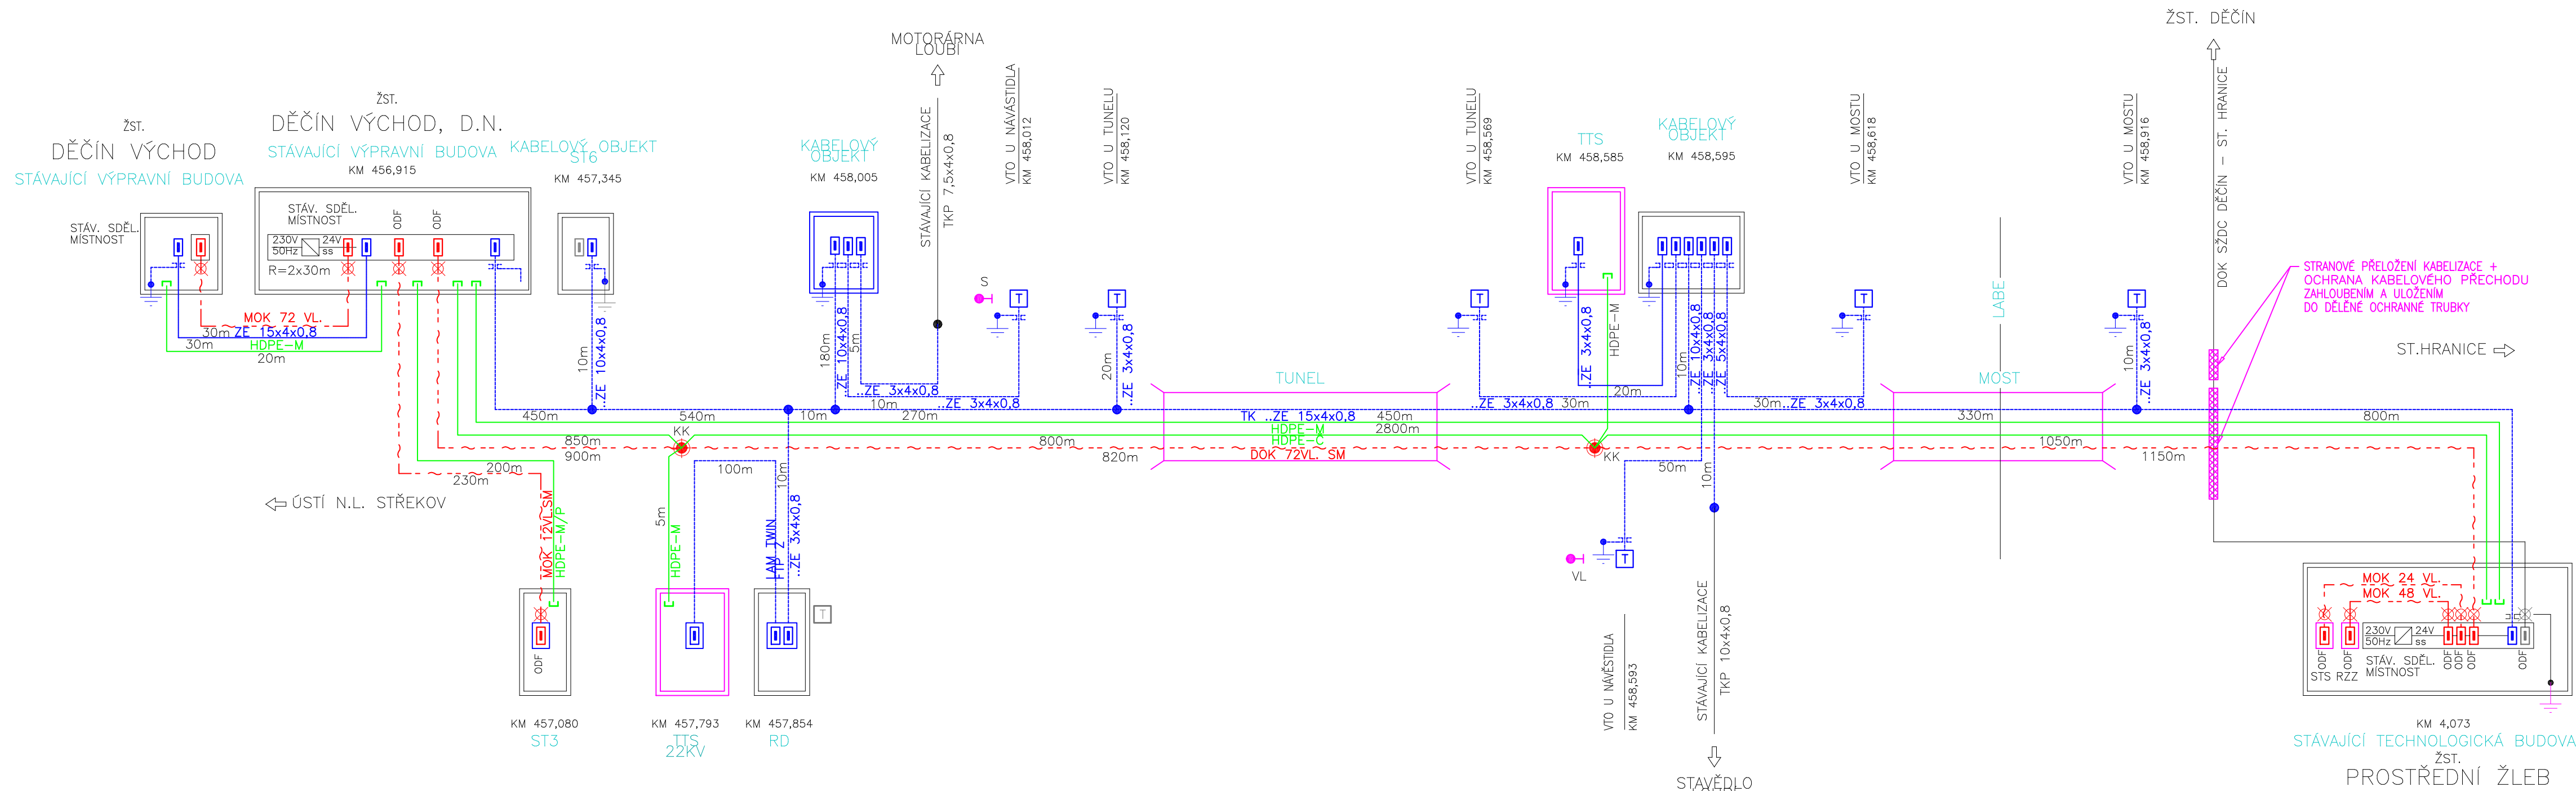 ŽST.
DĚČÍN VÝCHOD
STÁVAJÍCÍ VÝPRAVNÍ BUDOVA
STÁV. SDĚL.
MÍSTNOST
ŽST.
DĚČÍN VÝCHOD, D.N.
STÁVAJÍCÍ VÝPRAVNÍ BUDOVA
KM 456,915
STÁV. SDĚL.
MÍSTNOST
230V
50Hz
24V
ss
ODF
ODF
R=2x30m
MOK 72 VL.
30m
ZE 15x4x0,8
30m
HDPE-M
20m
KABELOVÝ OBJEKT
ST6
KM 457,345
10m
..ZE 10x4x0,8
KABELOVÝ
OBJEKT
KM 458,005
180m
..ZE 10x4x0,8
5m
..ZE 3x4x0,8
10m
..ZE 3x4x0,8
MOTORÁRNA
LOUBÍ
STÁVAJÍCÍ KABELIZACE
TKP 7,5x4x0,8
S
T
VTO U NÁVÁSTIDLA
KM 458,012
VTO U TUNELU
KM 458,120
T
20m
..ZE 3x4x0,8
VTO U TUNELU
KM 458,569
T
..ZE 3x4x0,8
30m
TTS
KM 458,585
..ZE 3x4x0,8
HDPE-M
20m
KABELOVÝ
OBJEKT
KM 458,595
10m
..ZE 10x4x0,8
..ZE 3x4x0,8
..ZE 5x4x0,8
30m
..ZE 3x4x0,8
VTO U MOSTU
KM 458,618
T
LABE
VTO U MOSTU
KM 458,916
T
10m
..ZE 3x4x0,8
ŽST. DĚČÍN
DOK SŽDC DĚČÍN – ST. HRANICE
STRANOVÉ PŘELOŽENÍ KABELIZACE +
OCHRANA KABELOVÉHO PŘECHODU
ZAHLOUBENÍM A ULOŽENÍM
DO DĚLENÉ OCHRANNÉ TRUBKY
ST.HRANICE
TUNEL
MOST
450m
540m
10m
270m
TK ..ZE 15x4x0,8
450m
330m
800m
HDPE-M
2800m
850m
KK
800m
HDPE-C
1050m
900m
820m
DOK 72VL. SM
KK
1150m
200m
230m
ÚSTÍ N.L. STŘEKOV
MOK 12VL.SM
HDPE-M/P
ODF
KM 457,080
ST3
5m
HDPE-M
100m
KM 457,793
TTS
22KV
10m
LAM TWIN
FTP Z
..ZE 3x4x0,8
T
KM 457,854
RD
50m
10m
VL
T
VTO U NÁVĚSTIDLA
KM 458,593
STÁVAJÍCÍ KABELIZACE
TKP 10x4x0,8
STAVĚDLO
MOK 24 VL.
MOK 48 VL.
230V
50Hz
24V
ss
ODF
ODF
ODF
ODF
ODF
ODF
STS
RZZ
STÁV. SDĚL.
MÍSTNOST
KM 4,073
STÁVAJÍCÍ TECHNOLOGICKÁ BUDOVA
ŽST.
PROSTŘEDNÍ ŽLEB